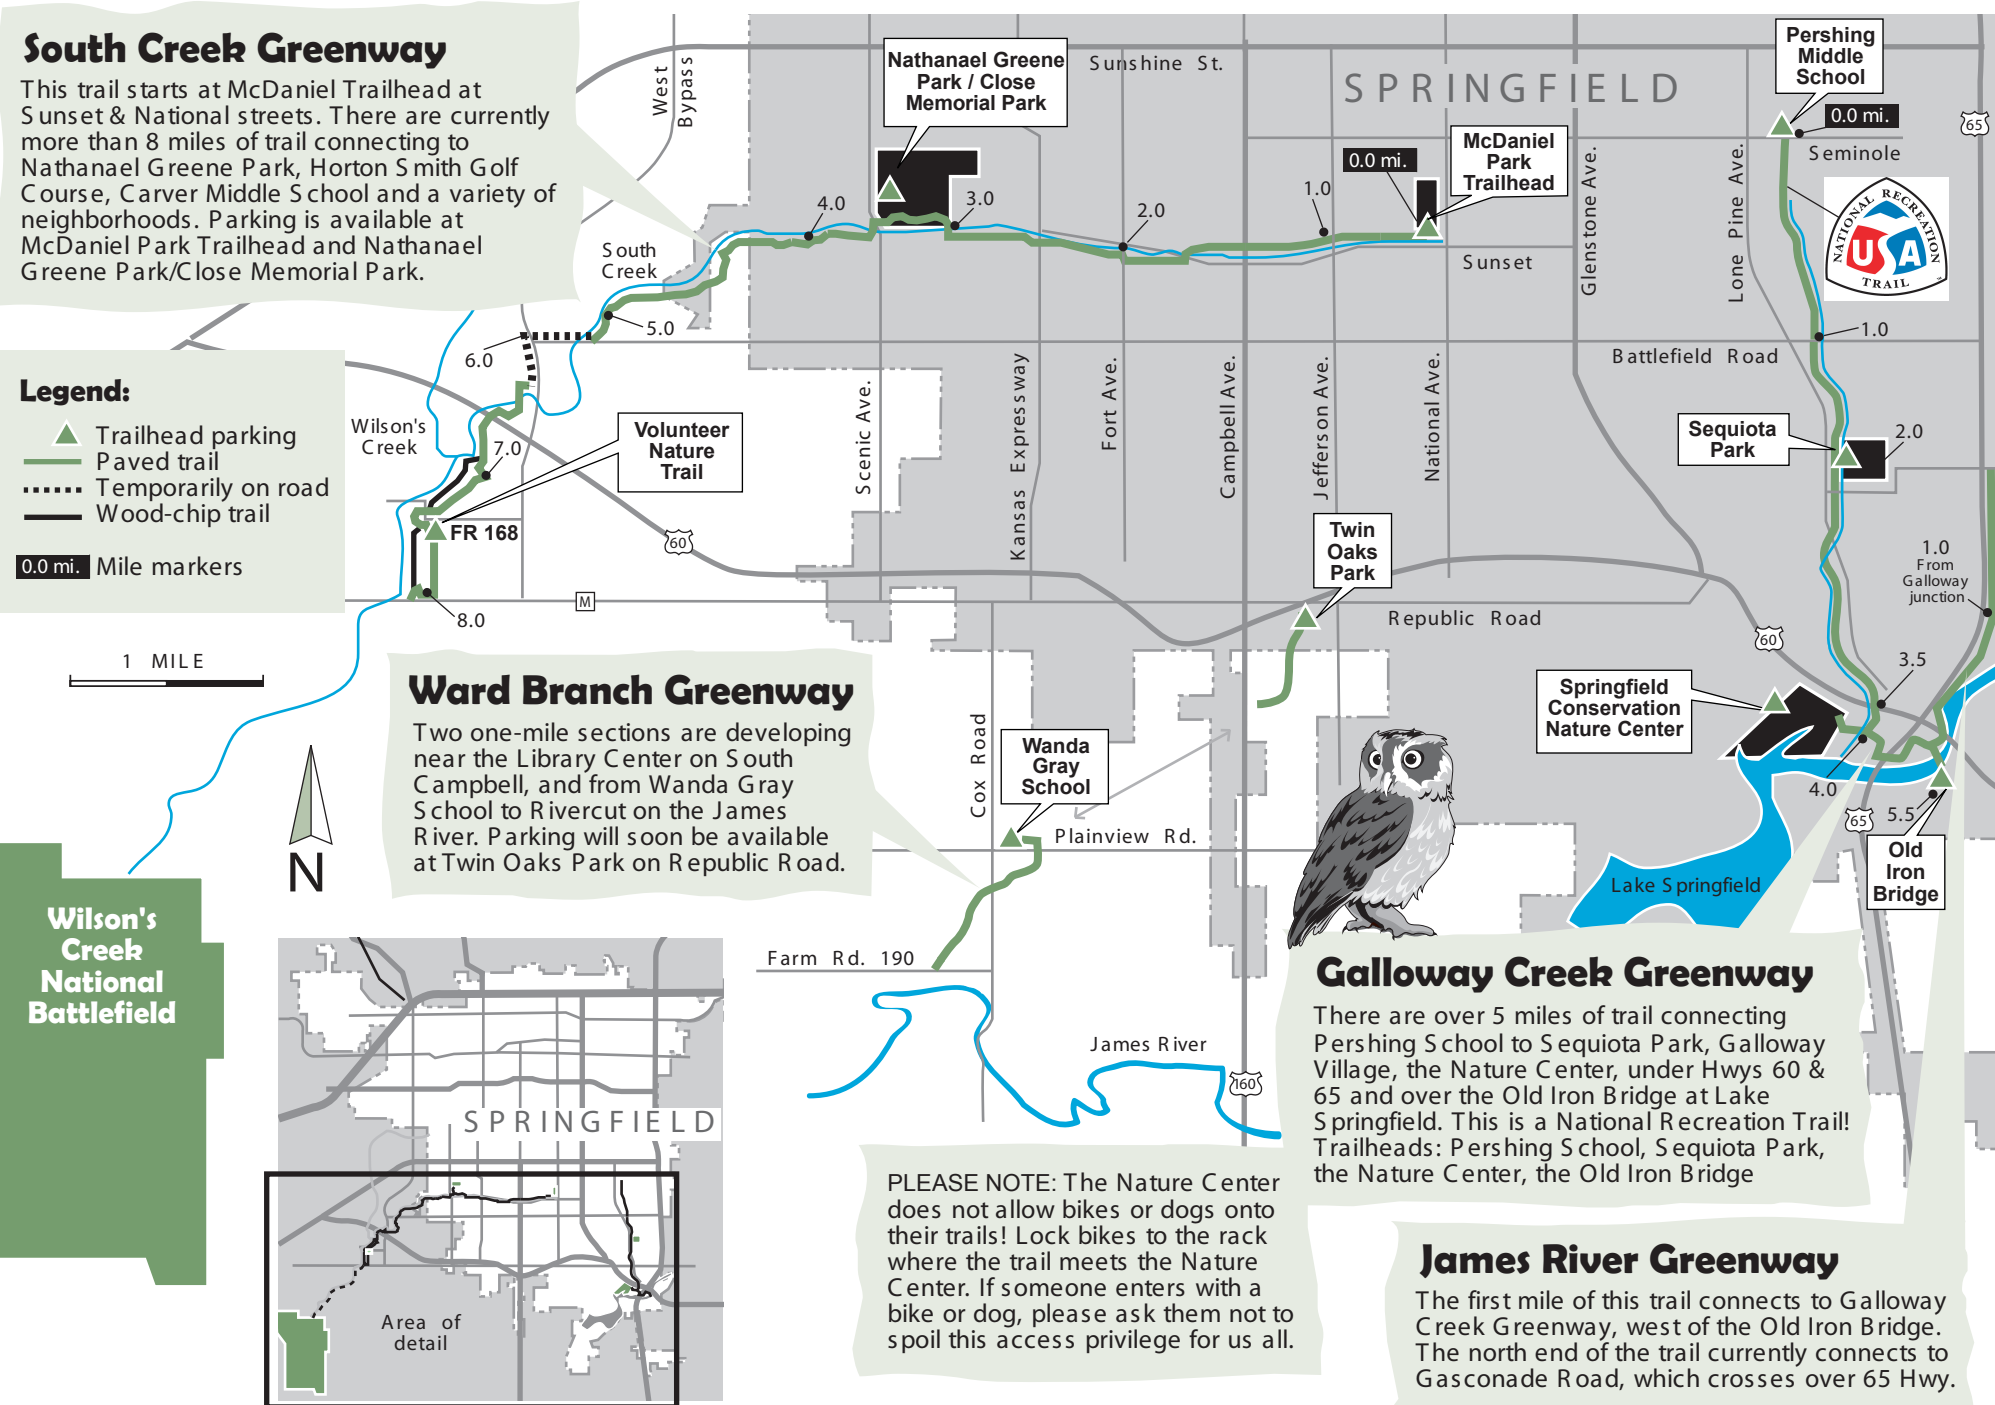 South Creek Greenway
This trail starts at McDaniel Trailhead at
Sunset & National streets. There are currently
more than 8 miles of trail connecting to
Nathanael Greene Park, Horton Smith Golf
Course, Carver Middle School and a variety of
neighborhoods. Parking is available at
McDaniel Park Trailhead and Nathanael
Greene Park/Close Memorial Park.
West
Bypass
Nathanael Greene
Park / Close
Memorial Park
Sunshine St.
SPRINGFIELD
Pershing
Middle
School
0.0 mi.
65
Seminole
McDaniel
Park
Trailhead
0.0 mi.
1.0
2.0
3.0
4.0
South
Creek
5.0
6.0
Sunset
Glenstone Ave.
Lone Pine Ave.
NATIONAL RECREATION
USA
TRAIL
1.0
Battlefield Road
Legend:
Trailhead parking
Paved trail
Temporarily on road
Wood-chip trail
0.0 mi. Mile markers
Wilson's
Creek
7.0
Volunteer
Nature
Trail
FR 168
60
8.0
M
Scenic Ave.
Kansas Expressway
Fort Ave.
Campbell Ave.
Jefferson Ave.
National Ave.
Sequiota
Park
2.0
Twin
Oaks
Park
1.0
From
Galloway
junction
Republic Road
60
3.5
1 MILE
N
Ward Branch Greenway
Two one-mile sections are developing
near the Library Center on South
Campbell, and from Wanda Gray
School to Rivercut on the James
River. Parking will soon be available
at Twin Oaks Park on Republic Road.
Cox Road
Wanda
Gray
School
Plainview Rd.
Springfield
Conservation
Nature Center
4.0
65
5.5
Old
Iron
Bridge
Lake Springfield
Wilson's
Creek
National
Battlefield
Farm Rd. 190
James River
160
SPRINGFIELD
Area of
detail
Galloway Creek Greenway
There are over 5 miles of trail connecting
Pershing School to Sequiota Park, Galloway
Village, the Nature Center, under Hwys 60 &
65 and over the Old Iron Bridge at Lake
Springfield. This is a National Recreation Trail!
Trailheads: Pershing School, Sequiota Park,
the Nature Center, the Old Iron Bridge
PLEASE NOTE: The Nature Center
does not allow bikes or dogs onto
their trails! Lock bikes to the rack
where the trail meets the Nature
Center. If someone enters with a
bike or dog, please ask them not to
spoil this access privilege for us all.
James River Greenway
The first mile of this trail connects to Galloway
Creek Greenway, west of the Old Iron Bridge.
The north end of the trail currently connects to
Gasconade Road, which crosses over 65 Hwy.